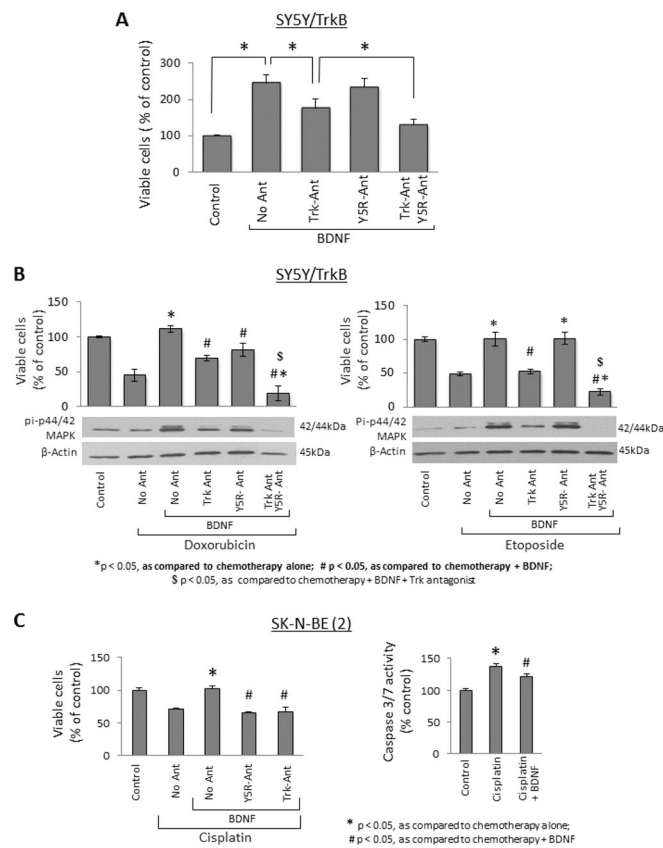 A
SY5Y/TrkB
*
*
*
Viable cells ( % of control)
300
200
100
0
Control
No Ant
Trk-Ant
Y5R-Ant
Trk-Ant
Y5R-Ant
BDNF
B
SY5Y/TrkB
Viable cells
(% of control)
150
100
50
0
*
#
#
$
#*
pi-p44/42
MAPK
42/44kDa
β-Actin
45kDa
Control
No Ant
No Ant
Trk Ant
Y5R- Ant
Trk Ant
Y5R- Ant
BDNF
Doxorubicin
Viable cells
(% of control)
150
100
50
0
*
#
*
$
#*
Pi-p44/42
MAPK
42/44kDa
β-Actin
45kDa
Control
No Ant
No Ant
Trk Ant
Y5R- Ant
Trk Ant
Y5R- Ant
BDNF
Etoposide
*p < 0.05, as compared to chemotherapy alone; # p < 0.05, as compared to chemotherapy + BDNF;
$ p < 0.05, as compared to chemotherapy + BDNF + Trk antagonist
C
SK-N-BE (2)
Viable cells
(% of control)
150
100
50
0
*
#
#
Control
No Ant
No Ant
Y5R-Ant
Trk-Ant
BDNF
Cisplatin
Caspase 3/7 activity
(% control)
150
100
50
0
*
#
Control
Cisplatin
Cisplatin
+ BDNF
* p < 0.05, as compared to chemotherapy alone;
# p < 0.05, as compared to chemotherapy + BDNF